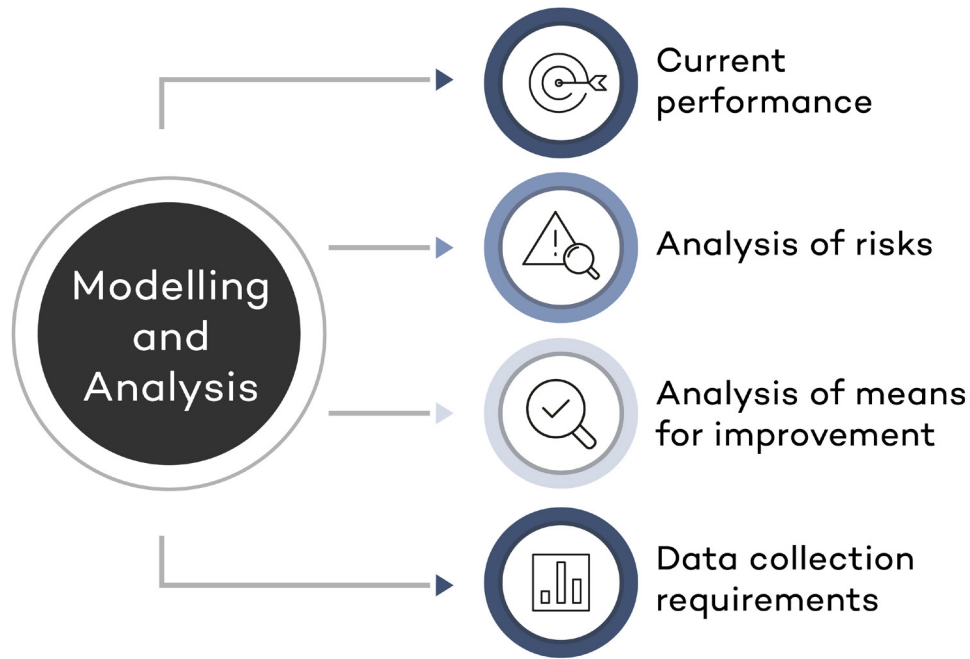 Modelling
and
Analysis
Current
performance
Analysis of risks
Analysis of means
for improvement
Data collection
requirements